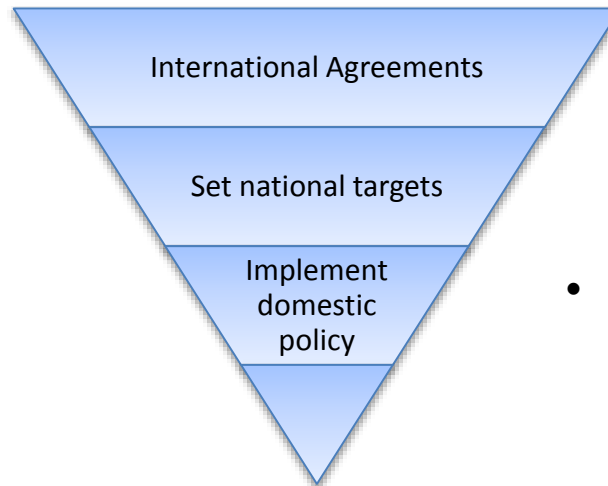 International Agreements
Set national targets
Implement
domestic
policy
•